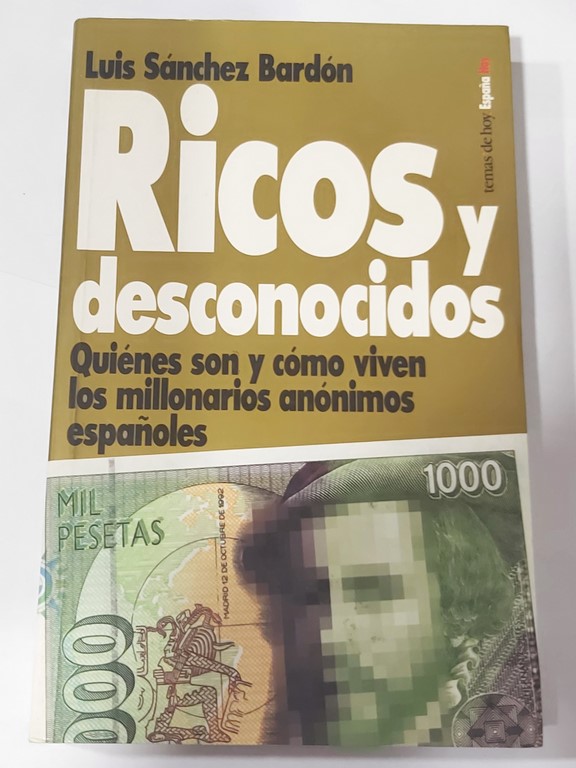 Luis Sánchez Bardón
Ricos y
desconocidos
Quiénes son y cómo viven
los millonarios anónimos
españoles
temas de hoy España Hoy
1000
MIL
PESETAS
MADRID 12 DE OCTUBRE DE 1992
000